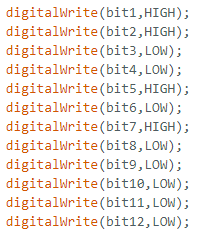 digitalWrite(bit1,HIGH);
digitalWrite(bit2,HIGH);
digitalWrite(bit3,LOW);
digitalWrite(bit4,LOW);
digitalWrite(bit5,HIGH);
digitalWrite(bit6,LOW);
digitalWrite(bit7,HIGH);
digitalWrite(bit8,LOW);
digitalWrite(bit9,LOW);
digitalWrite(bit10,LOW);
digitalWrite(bit11,LOW);
digitalWrite(bit12,LOW);